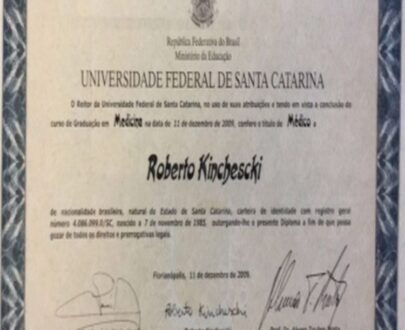 República Federativa do Brasil
Ministério da Educação
UNIVERSIDADE FEDERAL DE SANTA CATARINA
O Reitor da Universidade Federal de Santa Catarina, no uso de suas atribuições e tendo em vista a conclusão do
curso de Graduação em Medicina na data de 11 de dezembro de 2009, confere o título de Médico a
Roberto Kinchescki
de nacionalidade brasileira, natural do Estado de Santa Catarina, carteira de identidade com registro geral
número 4.086.099.0/SC, nascido a 7 de novembro de 1985, outorgando-lhe o presente Diploma a fim de que possa
gozar de todos os direitos e prerrogativas legais.
Florianópolis, 11 de dezembro de 2009.
Roberto Kinchescki